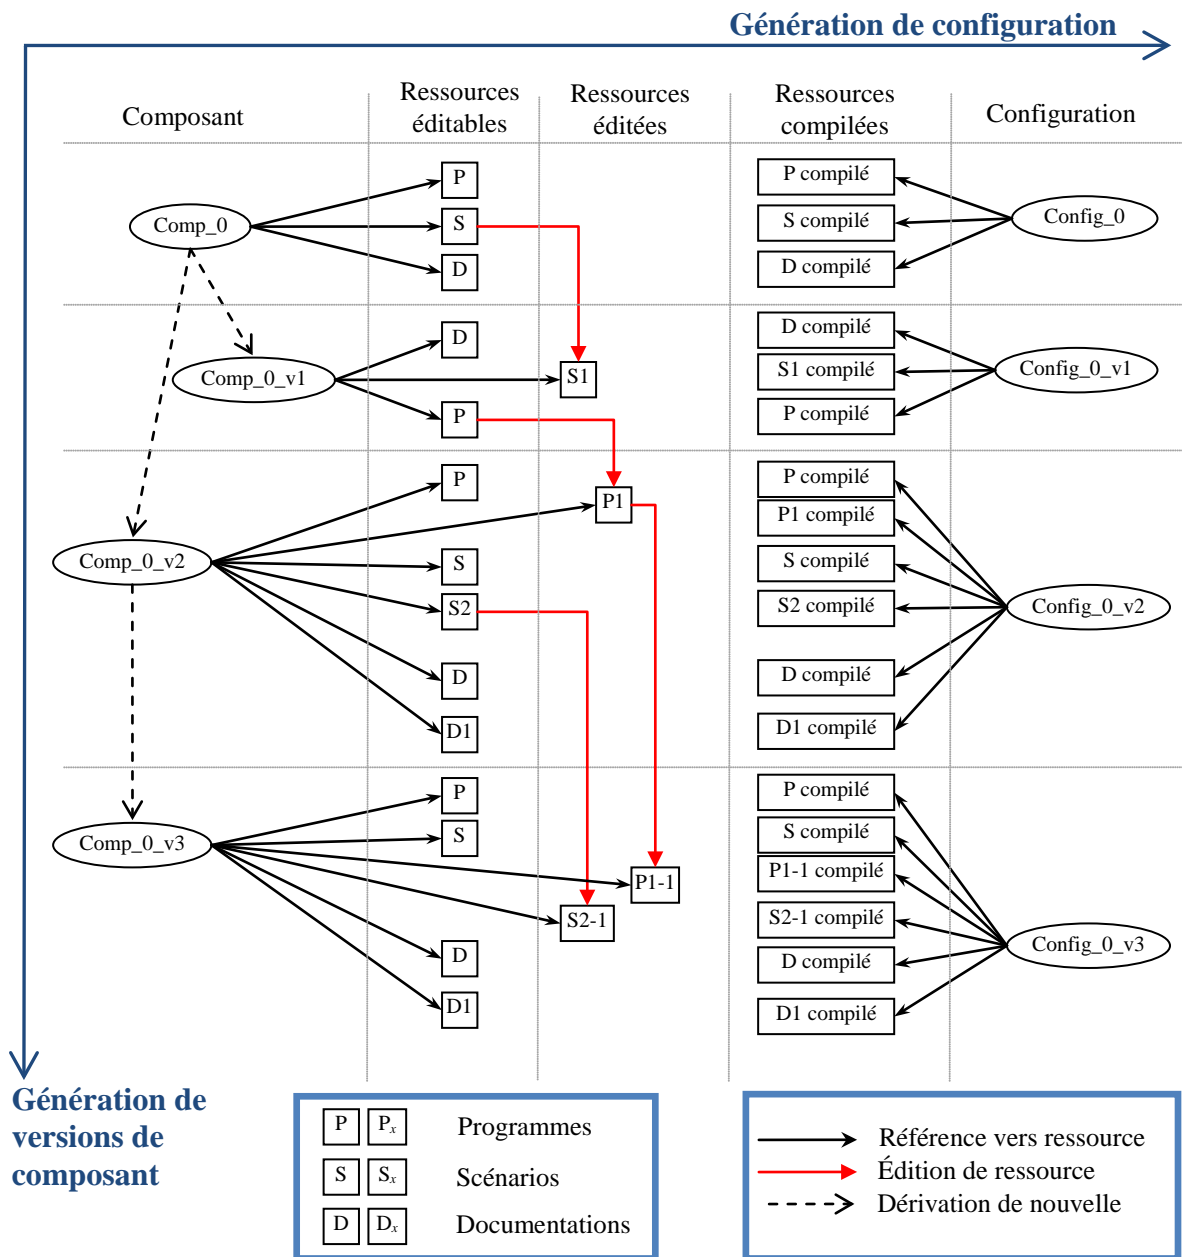 Génération de configuration
Composant
Ressources
éditables
Ressources
éditées
Ressources
compilées
Configuration
Comp_0
P
S
D
P compilé
S compilé
D compilé
Config_0
Comp_0_v1
D
S1
P
D compilé
S1 compilé
P compilé
Config_0_v1
Comp_0_v2
P
P1
S
S2
D
D1
P compilé
P1 compilé
S compilé
S2 compilé
D compilé
D1 compilé
Config_0_v2
Comp_0_v3
P
S
P1-1
S2-1
D
D1
P compilé
S compilé
P1-1 compilé
S2-1 compilé
D compilé
D1 compilé
Config_0_v3
Génération de
versions de
composant
P Px Programmes
S Sx Scénarios
D Dx Documentations
Référence vers ressource
Édition de ressource
Dérivation de nouvelle